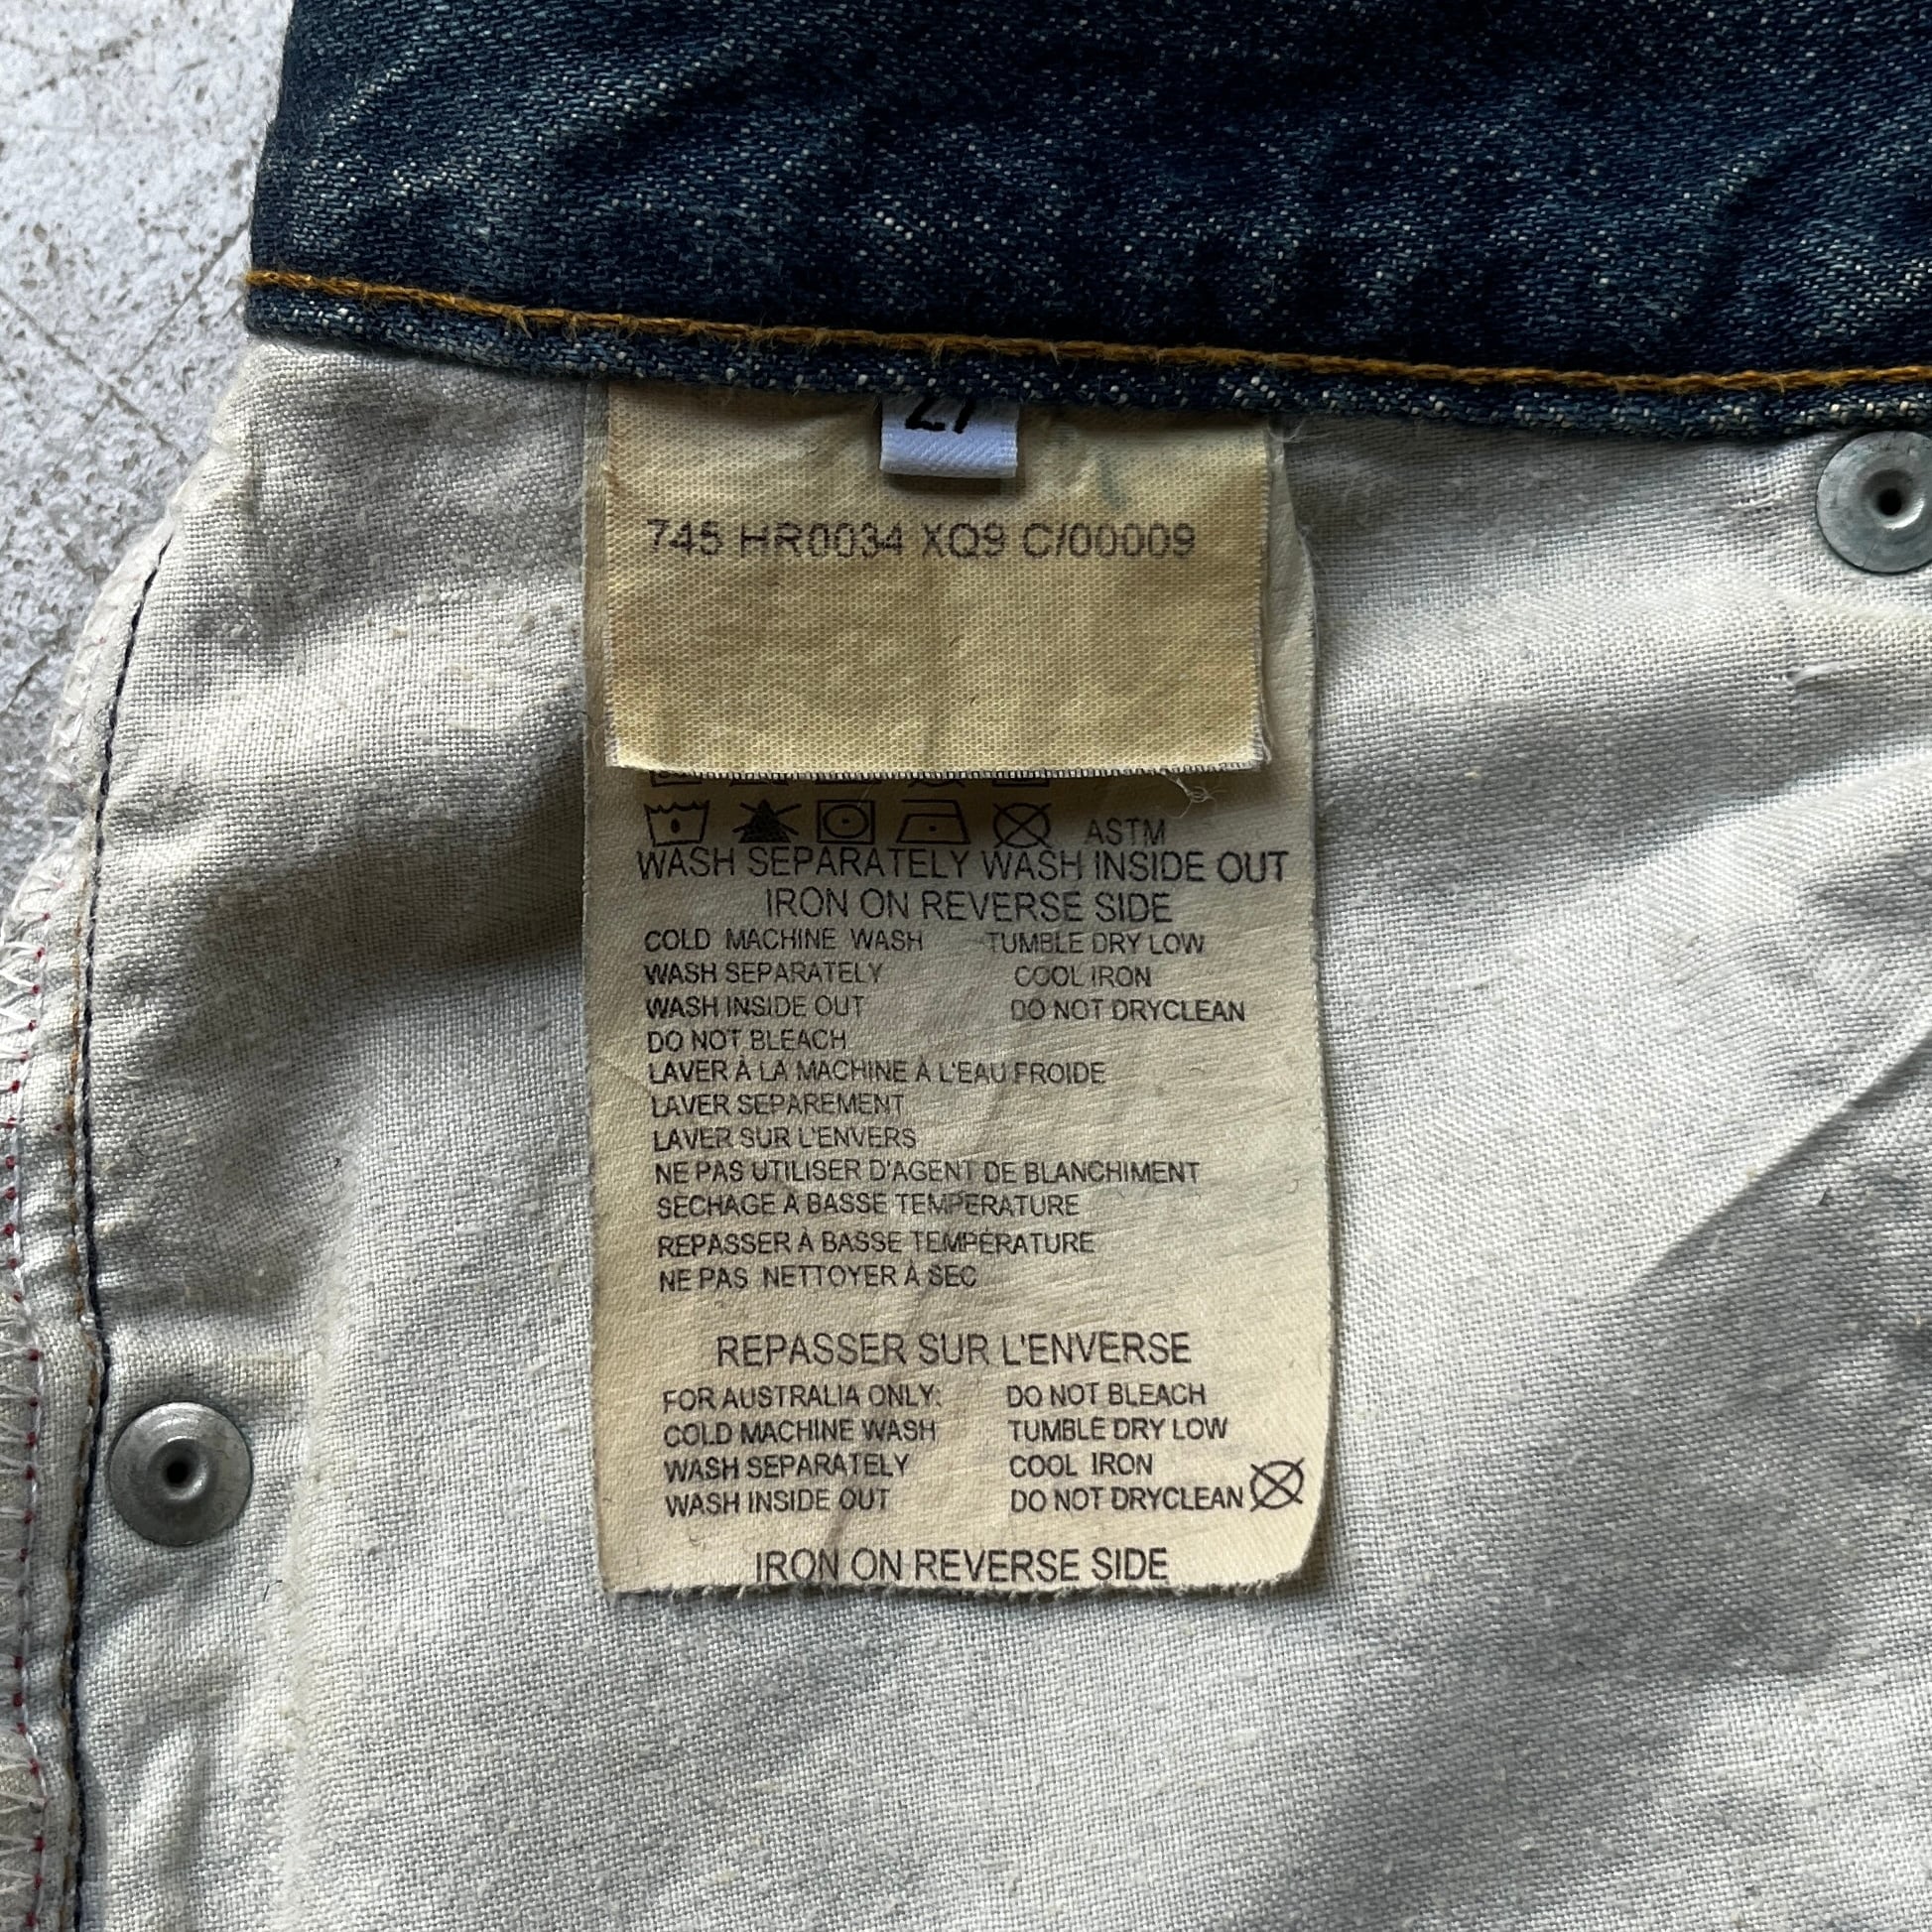 745 HR0034 XQ9 C/00009
ASTM
WASH SEPARATELY WASH INSIDE OUT
IRON ON REVERSE SIDE
COLD MACHINE WASH TUMBLE DRY LOW
WASH SEPARATELY COOL IRON
WASH INSIDE OUT DO NOT DRYCLEAN
DO NOT BLEACH
LAVER À LA MACHINE À L'EAU FROIDE
LAVER SEPAREMENT
LAVER SUR L'ENVERS
NE PAS UTILISER D'AGENT DE BLANCHIMENT
SECHAGE A BASSE TEMPERATURE
REPASSER À BASSE TEMPÉRATURE
NE PAS NETTOYER À SEC
REPASSER SUR L'ENVERSE
FOR AUSTRALIA ONLY: DO NOT BLEACH
COLD MACHINE WASH TUMBLE DRY LOW
WASH SEPARATELY COOL IRON
WASH INSIDE OUT DO NOT DRYCLEAN
IRON ON REVERSE SIDE